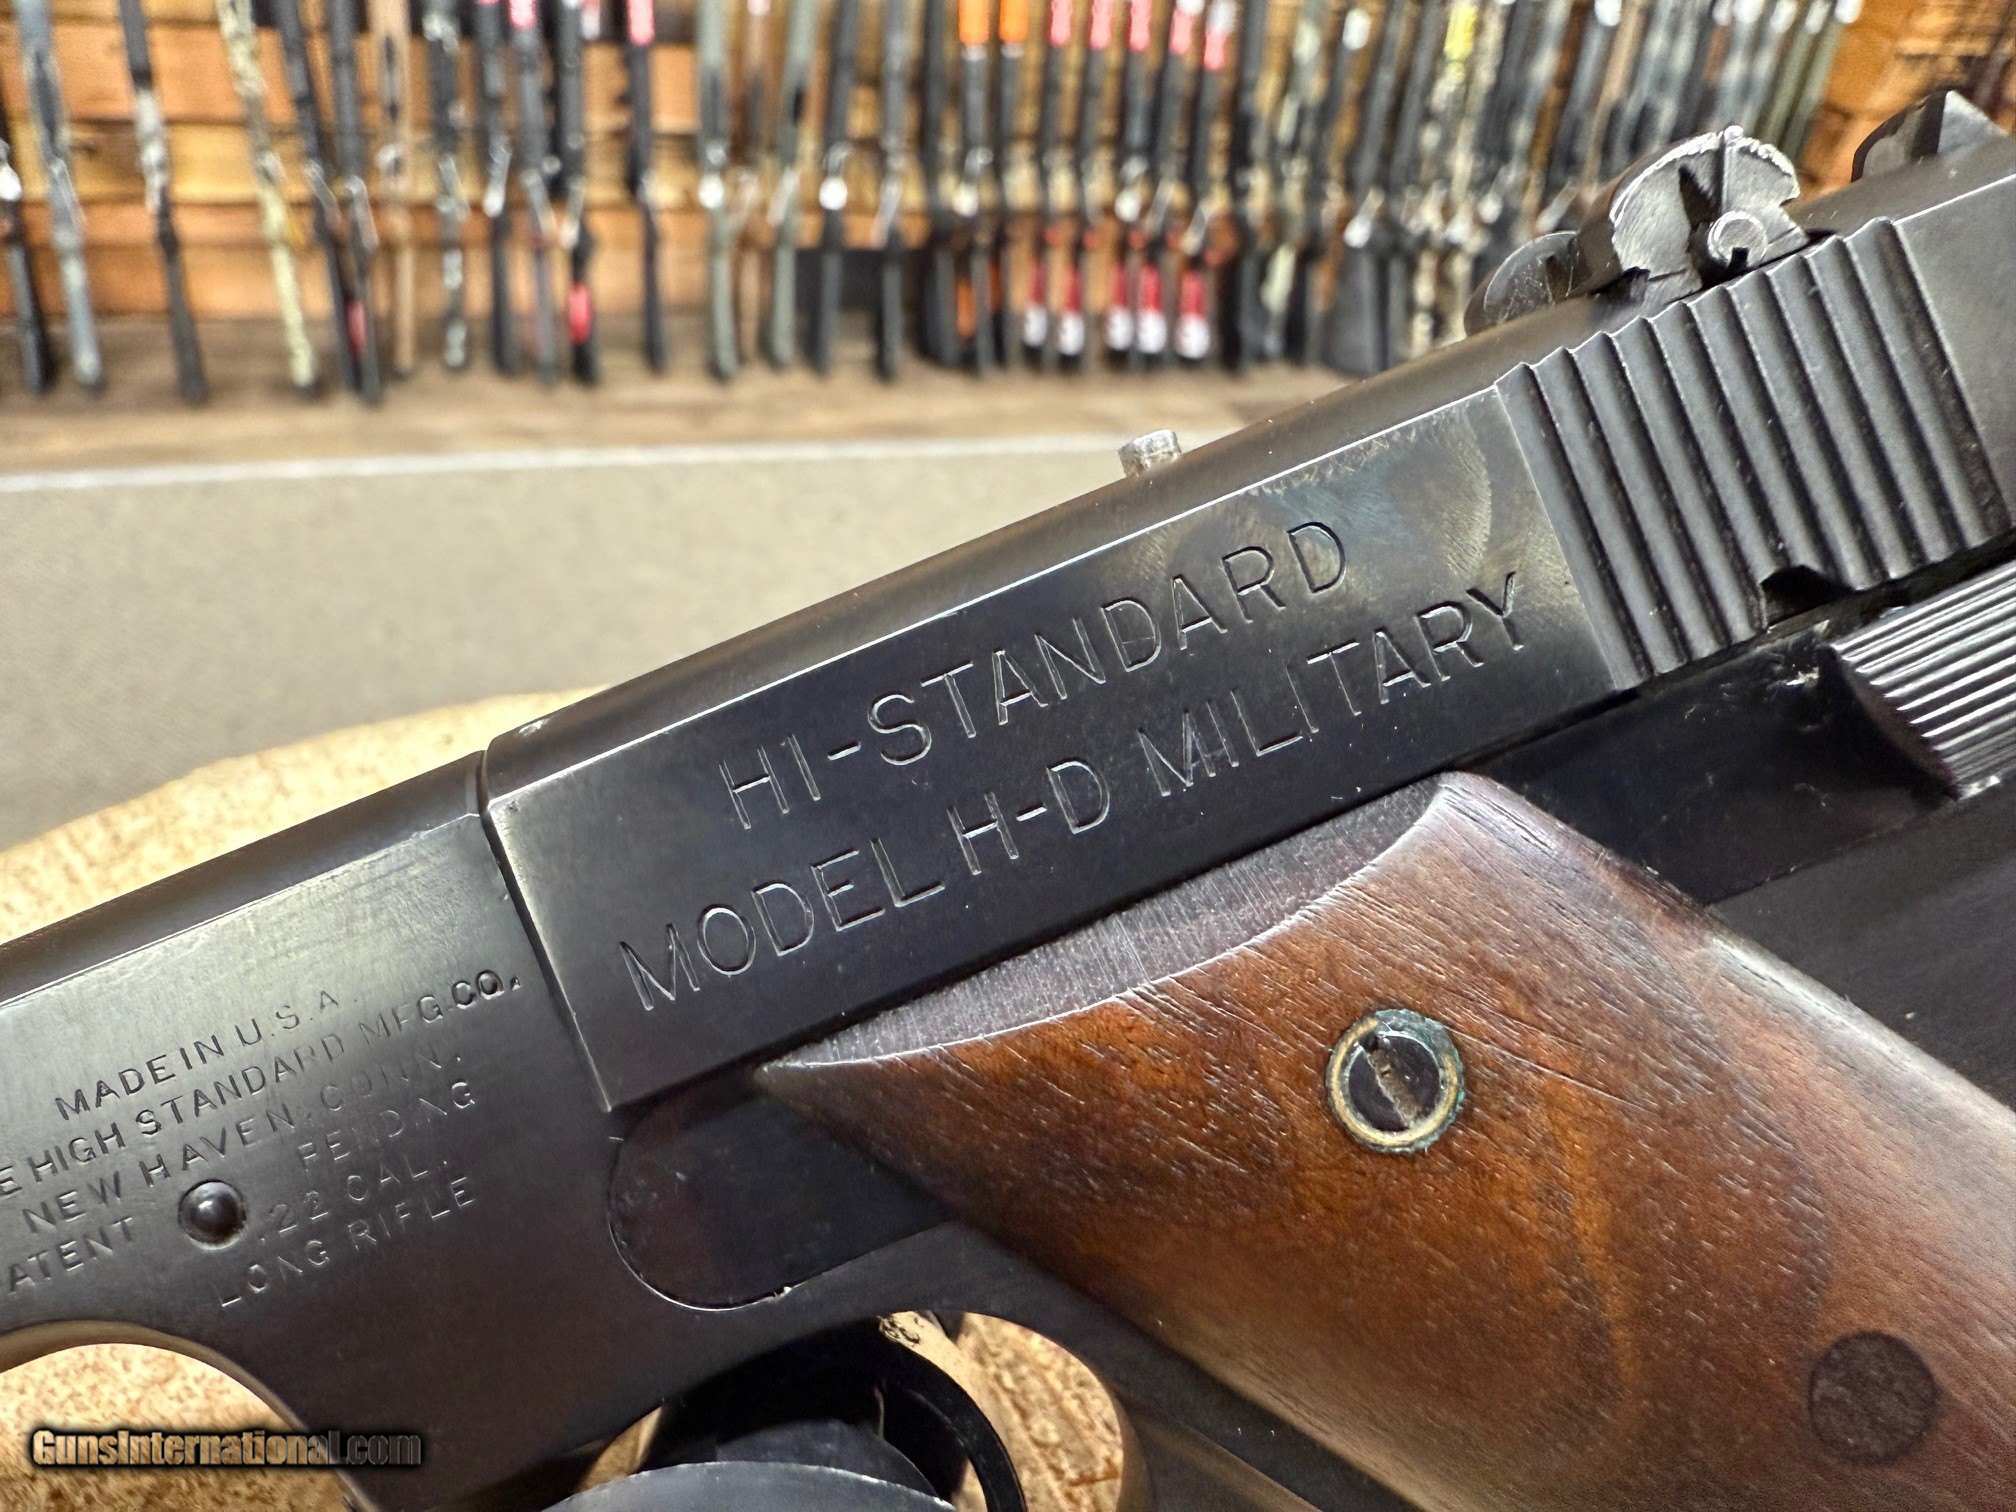 HI-STANDARD
MODEL H-D MILITARY
MADE IN U.S.A.
E HIGH STANDARD MFG. CO.
NEW HAVEN, CONN.
ATENT PENDING
.22 CAL.
LONG RIFLE
GunsInternational.com